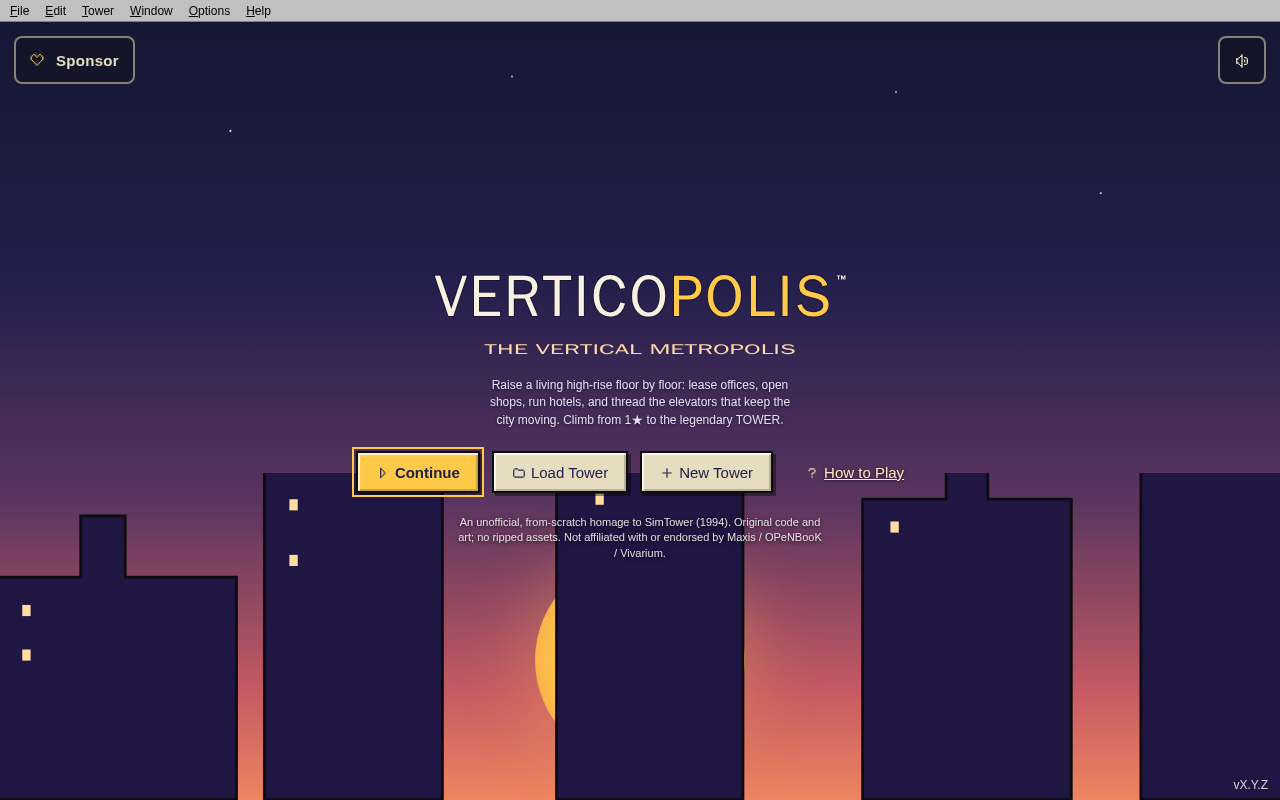 File Edit Tower Window Options Help
Sponsor
VERTICOPOLIS™
THE VERTICAL METROPOLIS
Raise a living high-rise floor by floor: lease offices, open
shops, run hotels, and thread the elevators that keep the
city moving. Climb from 1★ to the legendary TOWER.
Continue Load Tower New Tower ? How to Play
An unofficial, from-scratch homage to SimTower (1994). Original code and
art; no ripped assets. Not affiliated with or endorsed by Maxis / OPeNBooK
/ Vivarium.
vX.Y.Z